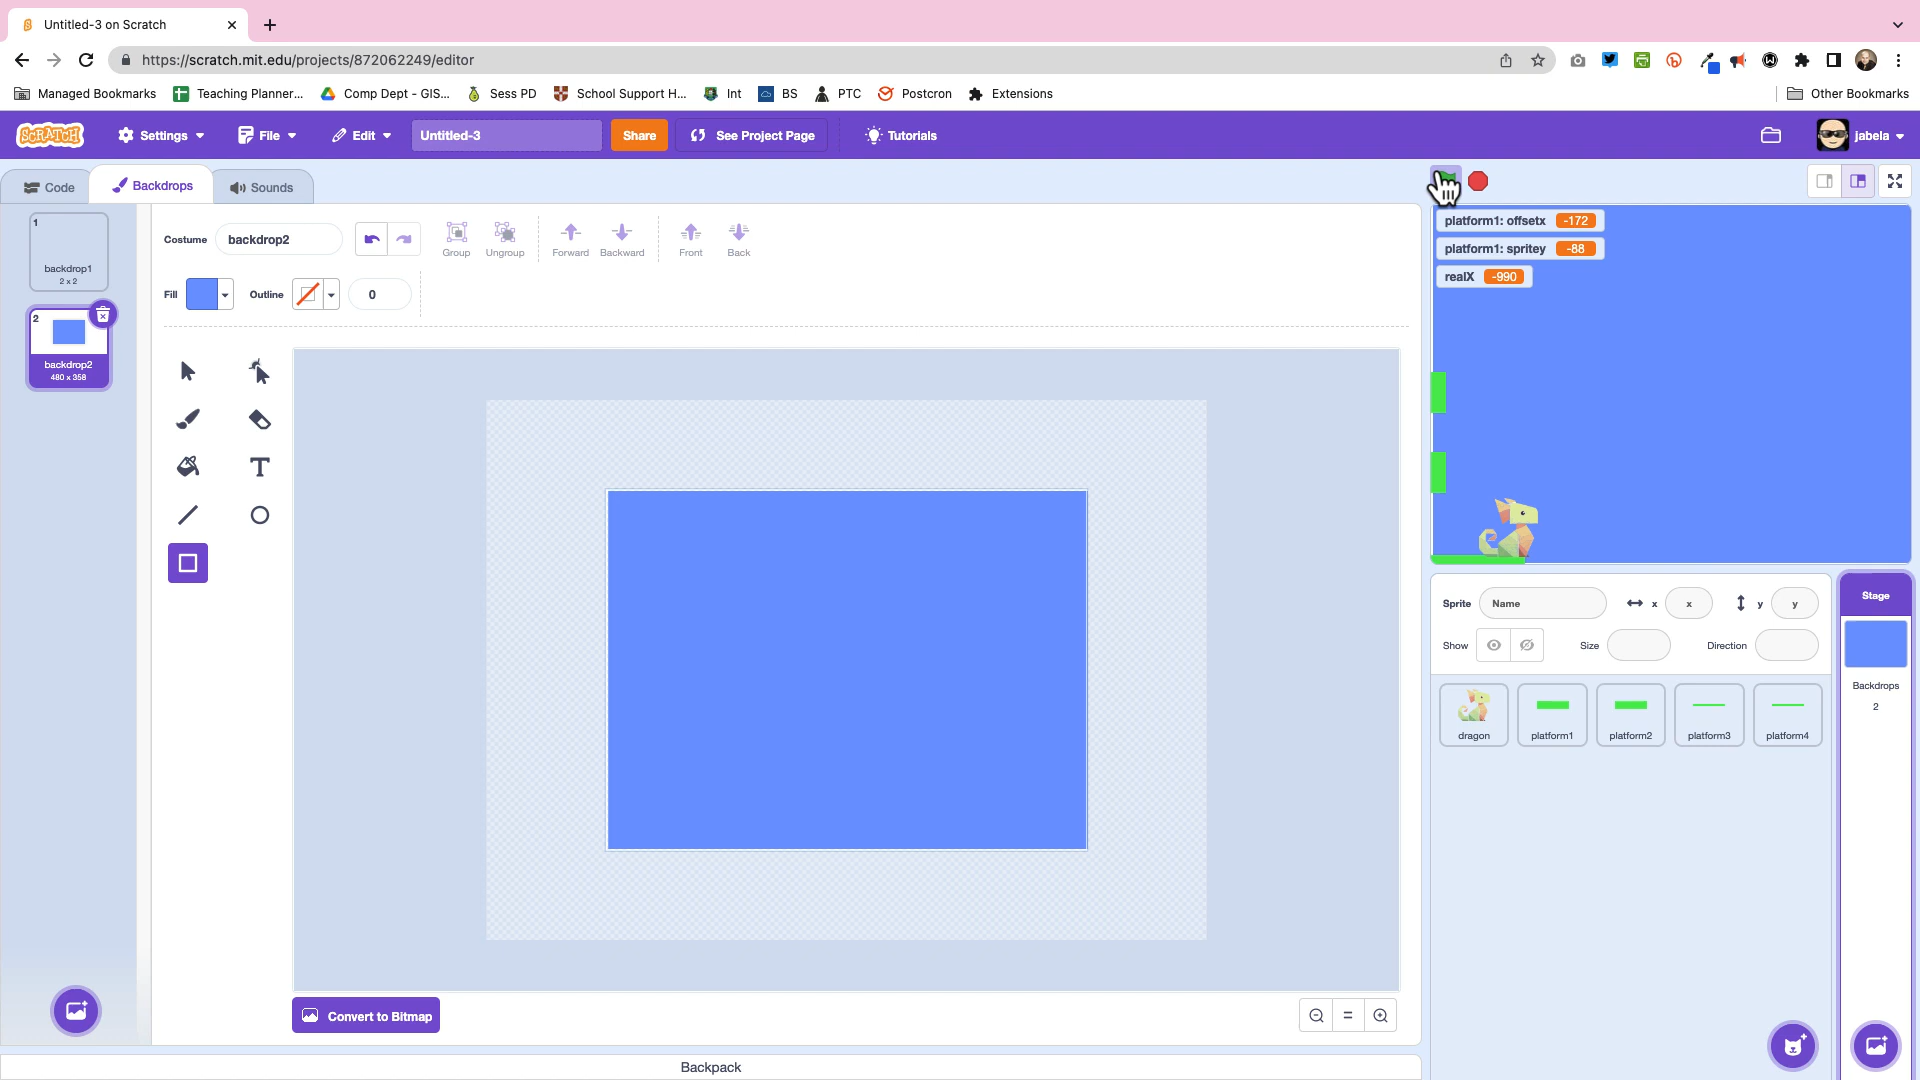 Untitled-3 on Scratch
https://scratch.mit.edu/projects/872062249/editor
Managed Bookmarks Teaching Planner... Comp Dept - GIS... Sess PD School Support H... Int BS PTC Postcron Extensions Other Bookmarks
SCRATCH Settings File Edit Untitled-3 Share See Project Page Tutorials jabela
Code Backdrops Sounds
1
backdrop1
2 x 2
2
backdrop2
480 x 358
Costume backdrop2 Group Ungroup Forward Backward Front Back
Fill Outline 0
T
Convert to Bitmap
Backpack
platform1: offsetx -172
platform1: spritey -88
realX -990
Sprite Name x x y y
Show Size Direction
dragon platform1 platform2 platform3 platform4
Stage
Backdrops
2